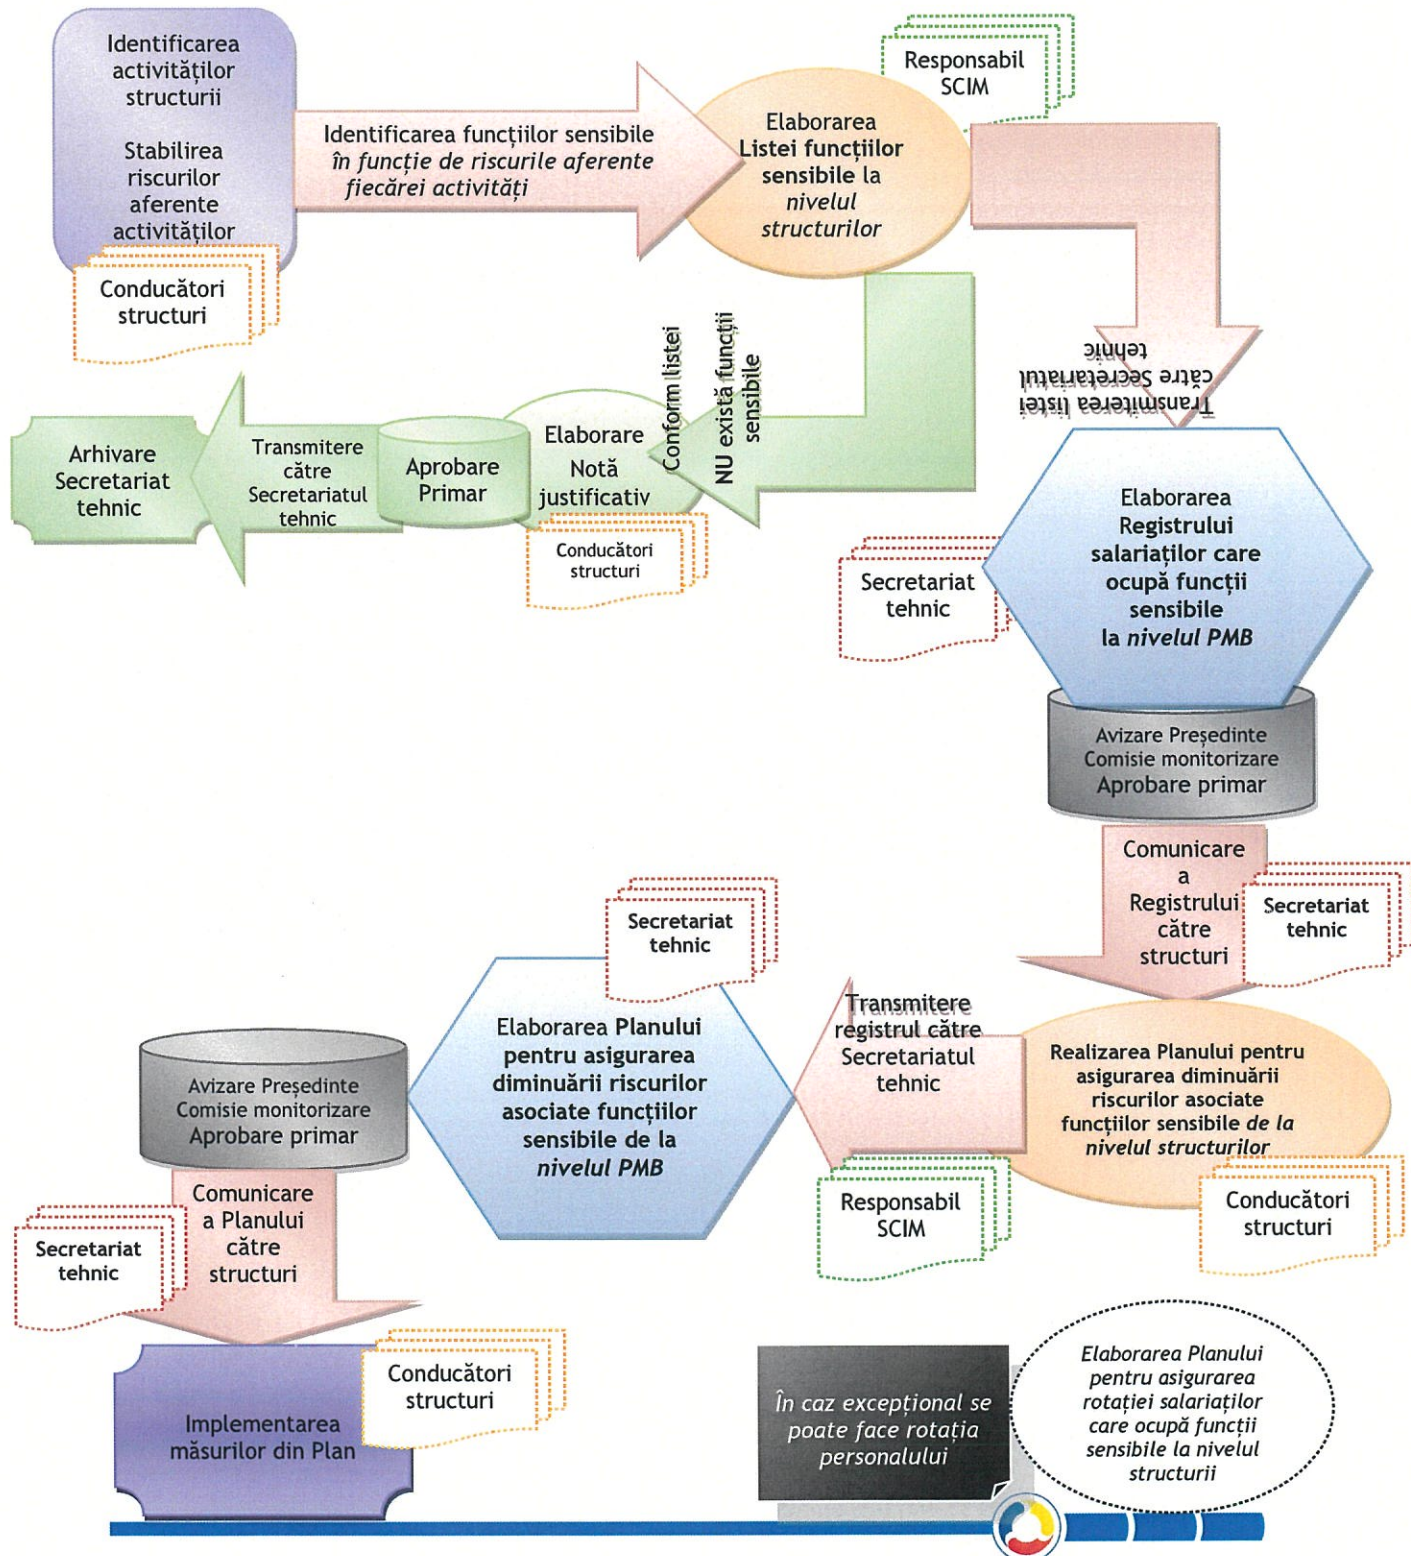 Identificarea
activităților
structurii
Stabilirea
riscurilor
aferente
activităților
Conducători
structuri
Identificarea funcțiilor sensibile
în funcție de riscurile aferente
fiecărei activități
Responsabil
SCIM
Elaborarea
Listei funcțiilor
sensibile la
nivelul
structurilor
Transmiterea listei
către Secretariatul
tehnic
Conform listei
NU există funcții
sensibile
Elaborare
Notă
justificativ
Conducători
structuri
Aprobare
Primar
Transmitere
către
Secretariatul
tehnic
Arhivare
Secretariat
tehnic
Elaborarea
Registrului
salariaților care
ocupă funcții
sensibile
la nivelul PMB
Secretariat
tehnic
Avizare Președinte
Comisie monitorizare
Aprobare primar
Comunicare
a
Registrului
către
structuri
Secretariat
tehnic
Realizarea Planului pentru
asigurarea diminuării
riscurilor asociate
funcțiilor sensibile de la
nivelul structurilor
Conducători
structuri
Transmitere
registrul către
Secretariatul
tehnic
Responsabil
SCIM
Secretariat
tehnic
Elaborarea Planului
pentru asigurarea
diminuării riscurilor
asociate funcțiilor
sensibile de la
nivelul PMB
Avizare Președinte
Comisie monitorizare
Aprobare primar
Comunicare
a Planului
către
structuri
Secretariat
tehnic
Implementarea
măsurilor din Plan
Conducători
structuri
În caz excepțional se
poate face rotația
personalului
Elaborarea Planului
pentru asigurarea
rotației salariaților
care ocupă funcții
sensibile la nivelul
structurii